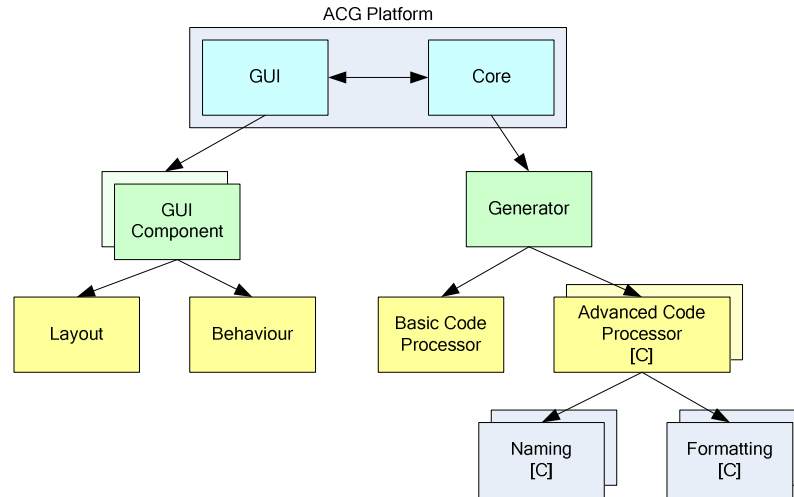 ACG Platform
GUI
Core
GUI
Component
Generator
Layout
Behaviour
Basic Code
Processor
Advanced Code
Processor
[C]
Naming
[C]
Formatting
[C]